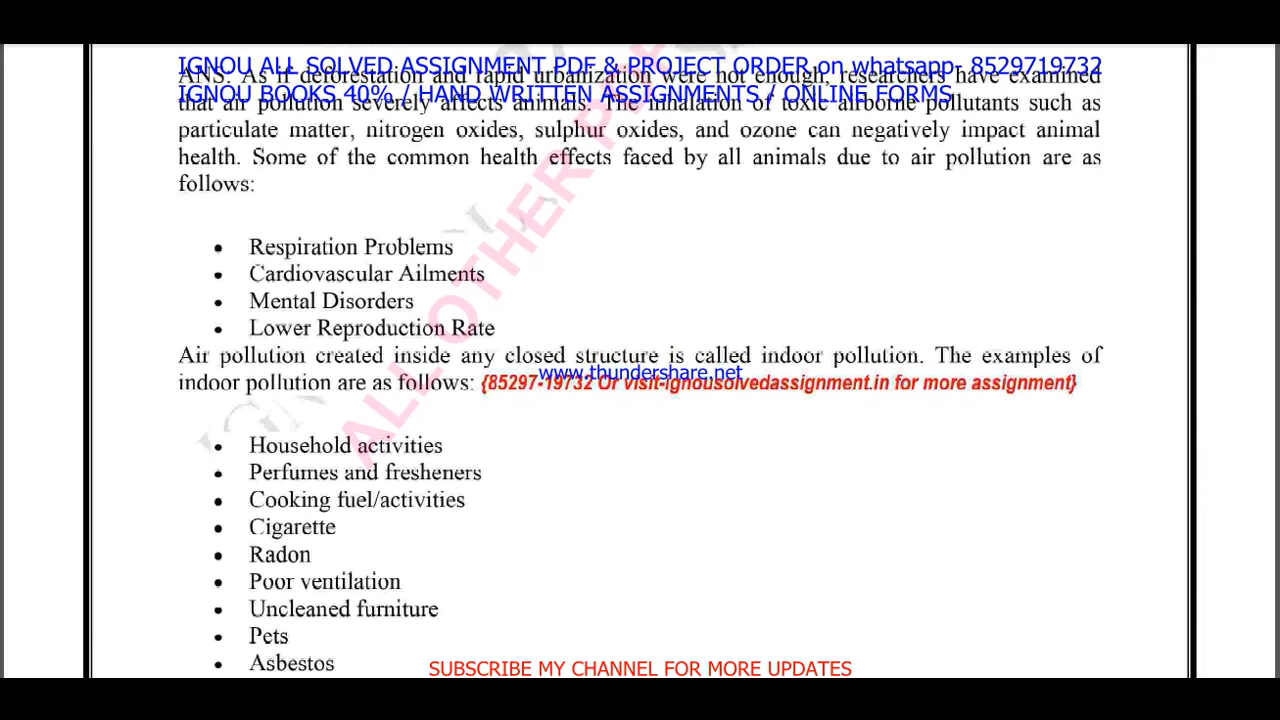 IGNOU ALL SOLVED ASSIGNMENT PDF & PROJECT ORDER on whatsapp- 8529719732
ANS: As if deforestation and rapid urbanization were not enough, researchers have examined
IGNOU BOOKS 40% / HAND WRITTEN ASSIGNMENTS / ONLINE FORMS
that air pollution severely affects animals. The inhalation of toxic airborne pollutants such as
particulate matter, nitrogen oxides, sulphur oxides, and ozone can negatively impact animal
health. Some of the common health effects faced by all animals due to air pollution are as
follows:
• Respiration Problems
• Cardiovascular Ailments
• Mental Disorders
• Lower Reproduction Rate
Air pollution created inside any closed structure is called indoor pollution. The examples of
www.thundershare.net
indoor pollution are as follows: {85297-19732 Or visit-ignousolvedassignment.in for more assignment}
• Household activities
• Perfumes and fresheners
• Cooking fuel/activities
• Cigarette
• Radon
• Poor ventilation
• Uncleaned furniture
• Pets
• Asbestos
SUBSCRIBE MY CHANNEL FOR MORE UPDATES
ALL OTHER